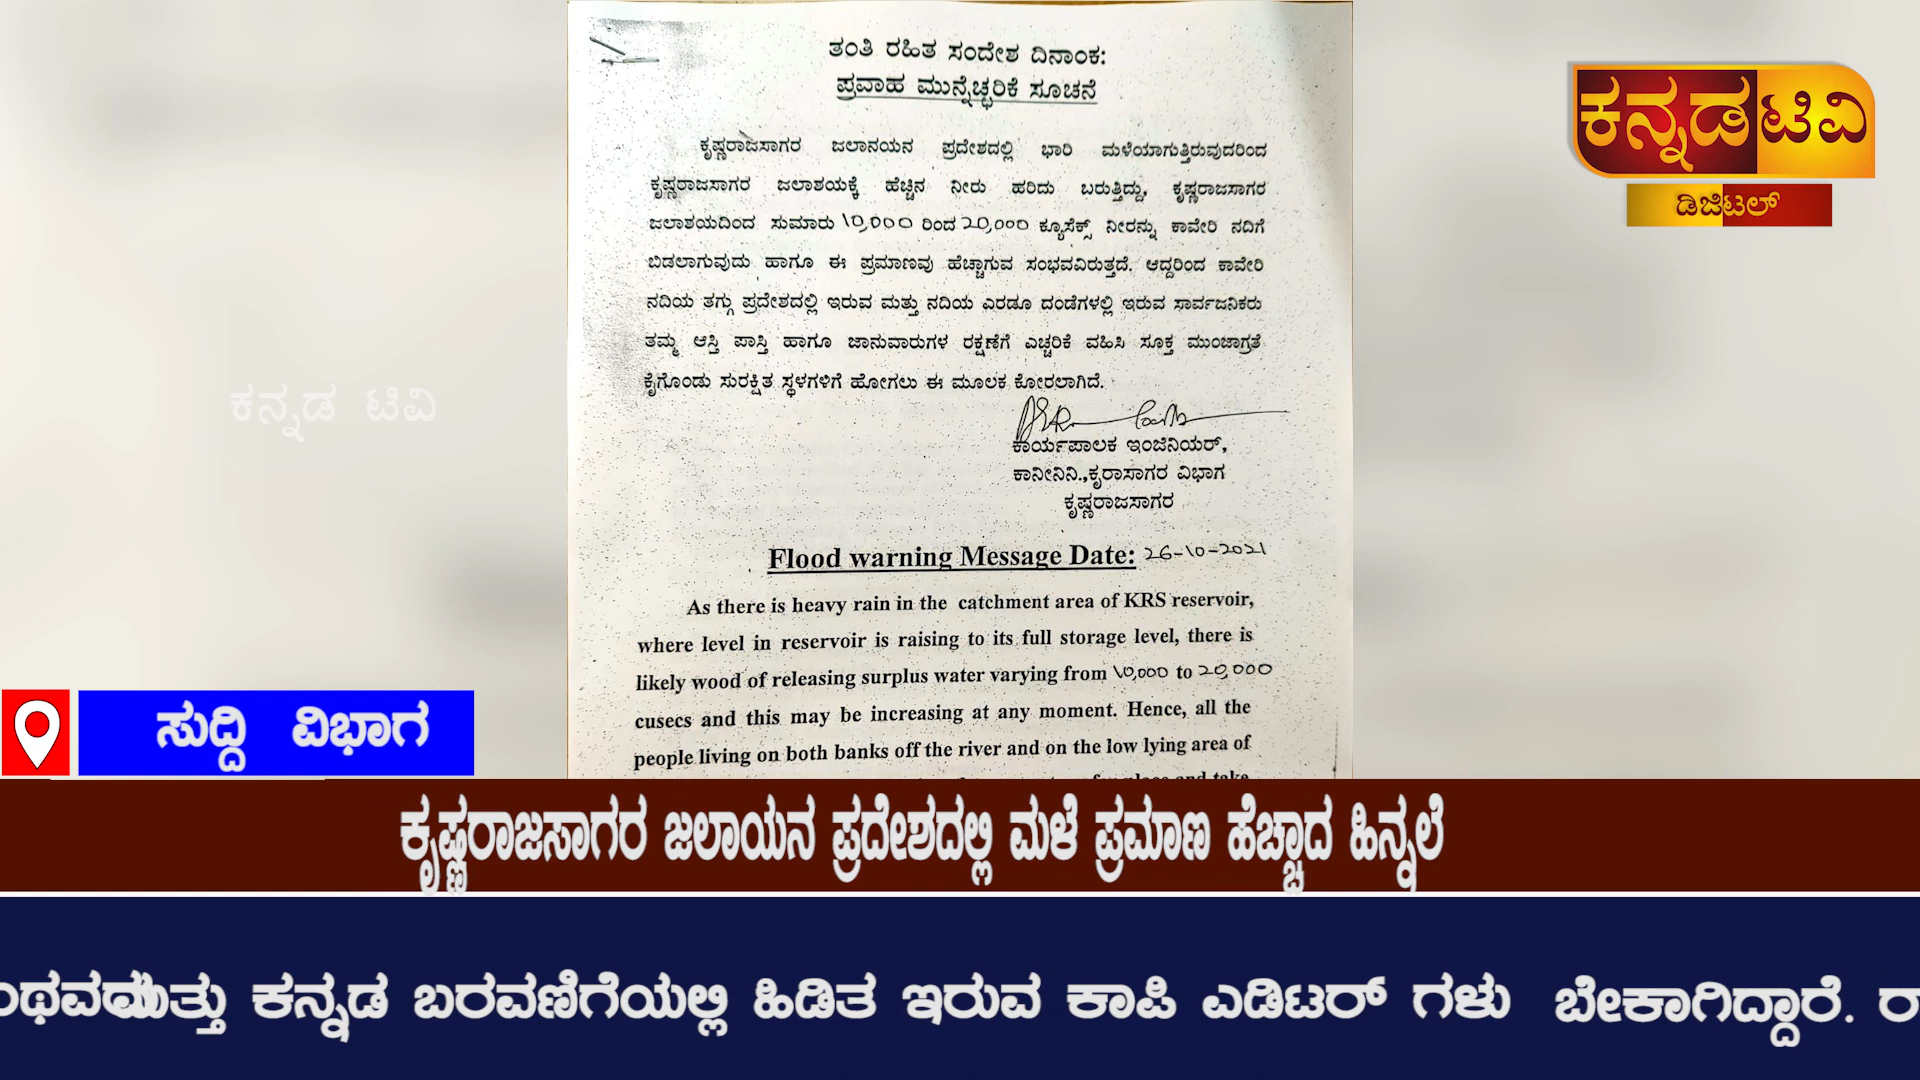 ತಂತಿ ರಹಿತ ಸಂದೇಶ ದಿನಾಂಕ:
ಪ್ರವಾಹ ಮುನ್ನೆಚ್ಛರಿಕೆ ಸೂಚನೆ
ಕೃಷ್ಣರಾಜಸಾಗರ ಜಲಾನಯನ ಪ್ರದೇಶದಲ್ಲಿ ಭಾರಿ ಮಳೆಯಾಗುತ್ತಿರುವುದರಿಂದ
ಕೃಷ್ಣರಾಜಸಾಗರ ಜಲಾಶಯಕ್ಕೆ ಹೆಚ್ಚಿನ ನೀರು ಹರಿದು ಬರುತ್ತಿದ್ದು, ಕೃಷ್ಣರಾಜಸಾಗರ
ಜಲಾಶಯದಿಂದ ಸುಮಾರು 10,000 ರಿಂದ 20,000 ಕ್ಯೂಸೆಕ್ಸ್ ನೀರನ್ನು ಕಾವೇರಿ ನದಿಗೆ
ಬಿಡಲಾಗುವುದು ಹಾಗೂ ಈ ಪ್ರಮಾಣವು ಹೆಚ್ಚಾಗುವ ಸಂಭವವಿರುತ್ತದೆ. ಆದ್ದರಿಂದ ಕಾವೇರಿ
ನದಿಯ ತಗ್ಗು ಪ್ರದೇಶದಲ್ಲಿ ಇರುವ ಮತ್ತು ನದಿಯ ಎರಡೂ ದಂಡೆಗಳಲ್ಲಿ ಇರುವ ಸಾರ್ವಜನಿಕರು
ತಮ್ಮ ಆಸ್ತಿ ಪಾಸ್ತಿ ಹಾಗೂ ಜಾನುವಾರುಗಳ ರಕ್ಷಣೆಗೆ ಎಚ್ಚರಿಕೆ ವಹಿಸಿ ಸೂಕ್ತ ಮುಂಜಾಗ್ರತೆ
ಕೈಗೊಂಡು ಸುರಕ್ಷಿತ ಸ್ಥಳಗಳಿಗೆ ಹೋಗಲು ಈ ಮೂಲಕ ಕೋರಲಾಗಿದೆ.
ಕಾರ್ಯಪಾಲಕ ಇಂಜಿನಿಯರ್,
ಕಾನೀನಿನಿ.,ಕೃರಾಸಾಗರ ವಿಭಾಗ
ಕೃಷ್ಣರಾಜಸಾಗರ
Flood warning Message Date: 26-10-2021
As there is heavy rain in the catchment area of KRS reservoir,
where level in reservoir is raising to its full storage level, there is
likely wood of releasing surplus water varying from 10,000 to 20,000
cusecs and this may be increasing at any moment. Hence, all the
people living on both banks off the river and on the low lying area of
ಕನ್ನಡ ಟಿವಿ
ಡಿಜಿಟಲ್
ಕನ್ನಡ ಟಿವಿ
ಸುದ್ದಿ ವಿಭಾಗ
ಕೃಷ್ಣರಾಜಸಾಗರ ಜಲಾಯನ ಪ್ರದೇಶದಲ್ಲಿ ಮಳೆ ಪ್ರಮಾಣ ಹೆಚ್ಚಾದ ಹಿನ್ನಲೆ
ಕನ್ನಡ ಬರವಣಿಗೆಯಲ್ಲಿ ಹಿಡಿತ ಇರುವ ಕಾಪಿ ಎಡಿಟರ್ ಗಳು ಬೇಕಾಗಿದ್ದಾರೆ.